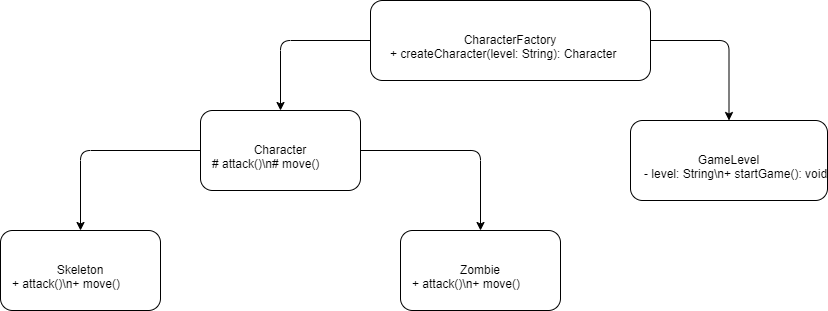 CharacterFactory
+ createCharacter(level: String): Character
Character
# attack()\n# move()
GameLevel
- level: String\n+ startGame(): void
Skeleton
+ attack()\n+ move()
Zombie
+ attack()\n+ move()